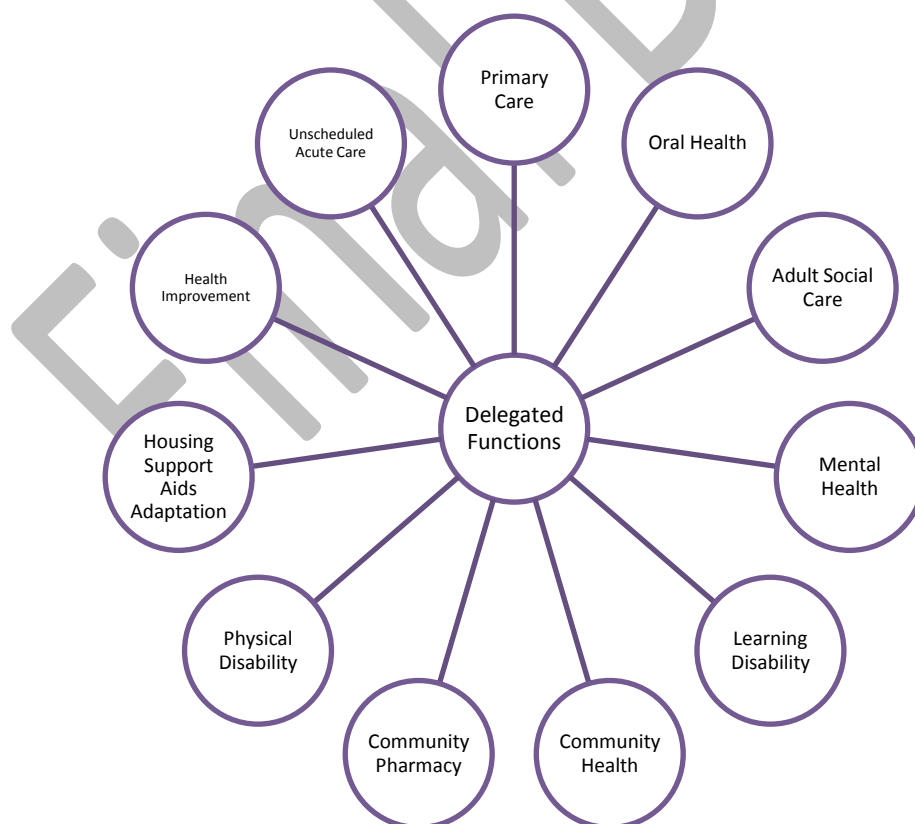 Primary
Care
Oral Health
Adult Social
Care
Mental
Health
Learning
Disability
Community
Health
Community
Pharmacy
Physical
Disability
Housing
Support
Aids
Adaptation
Health
Improvement
Unscheduled
Acute Care
Delegated
Functions
Final